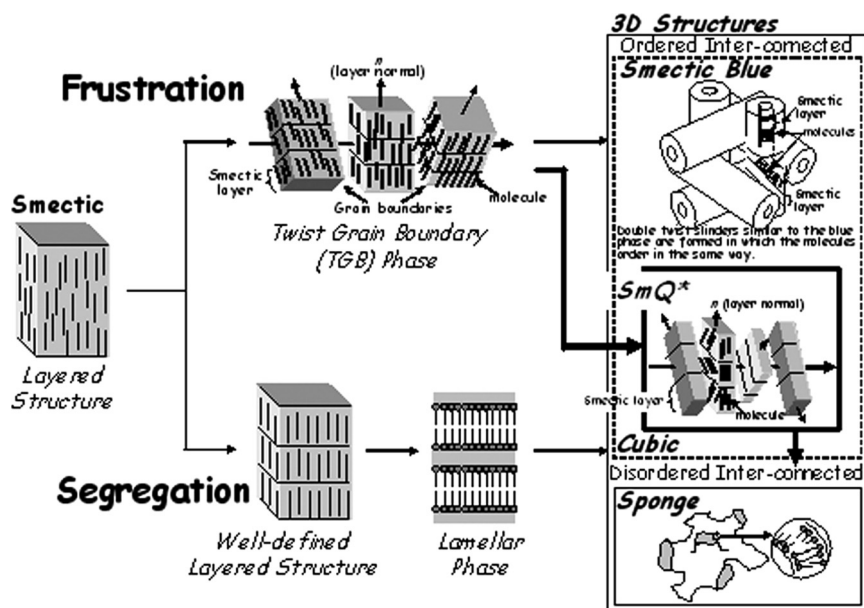 3D Structures
Ordered Inter-connected
Smectic Blue
Smectic
layer
molecules
Smectic
layer
Double twist slinders similar to the blue
phase are formed in which the molecules
order in the same way.
Frustration
n
(layer normal)
Smectic
layer
Grain boundaries
molecule
Twist Grain Boundary
(TGB) Phase
Smectic
Layered
Structure
SmQ*
n (layer normal)
Smectic layer
molecule
Cubic
Disordered Inter-connected
Sponge
Segregation
Well-defined
Layered Structure
Lamellar
Phase